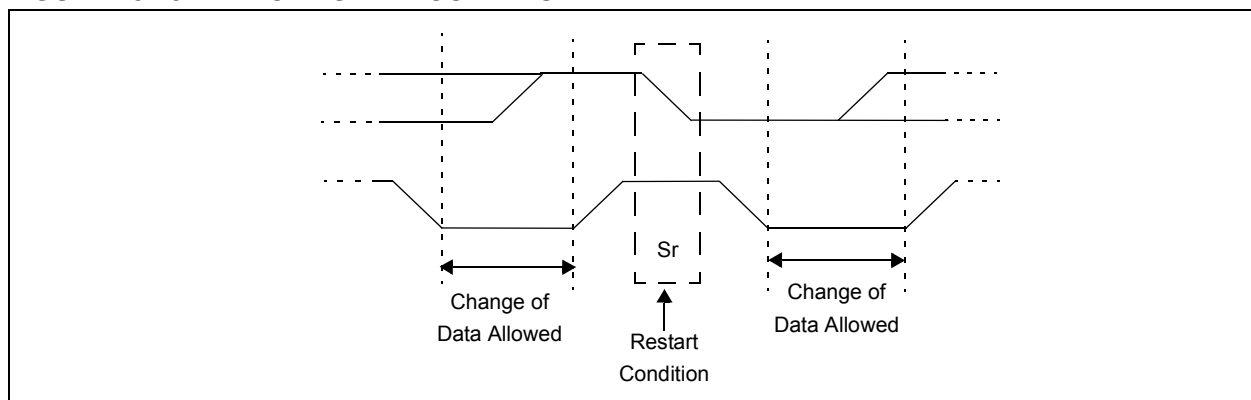 Sr
Change of
Data Allowed
Restart
Condition
Change of
Data Allowed